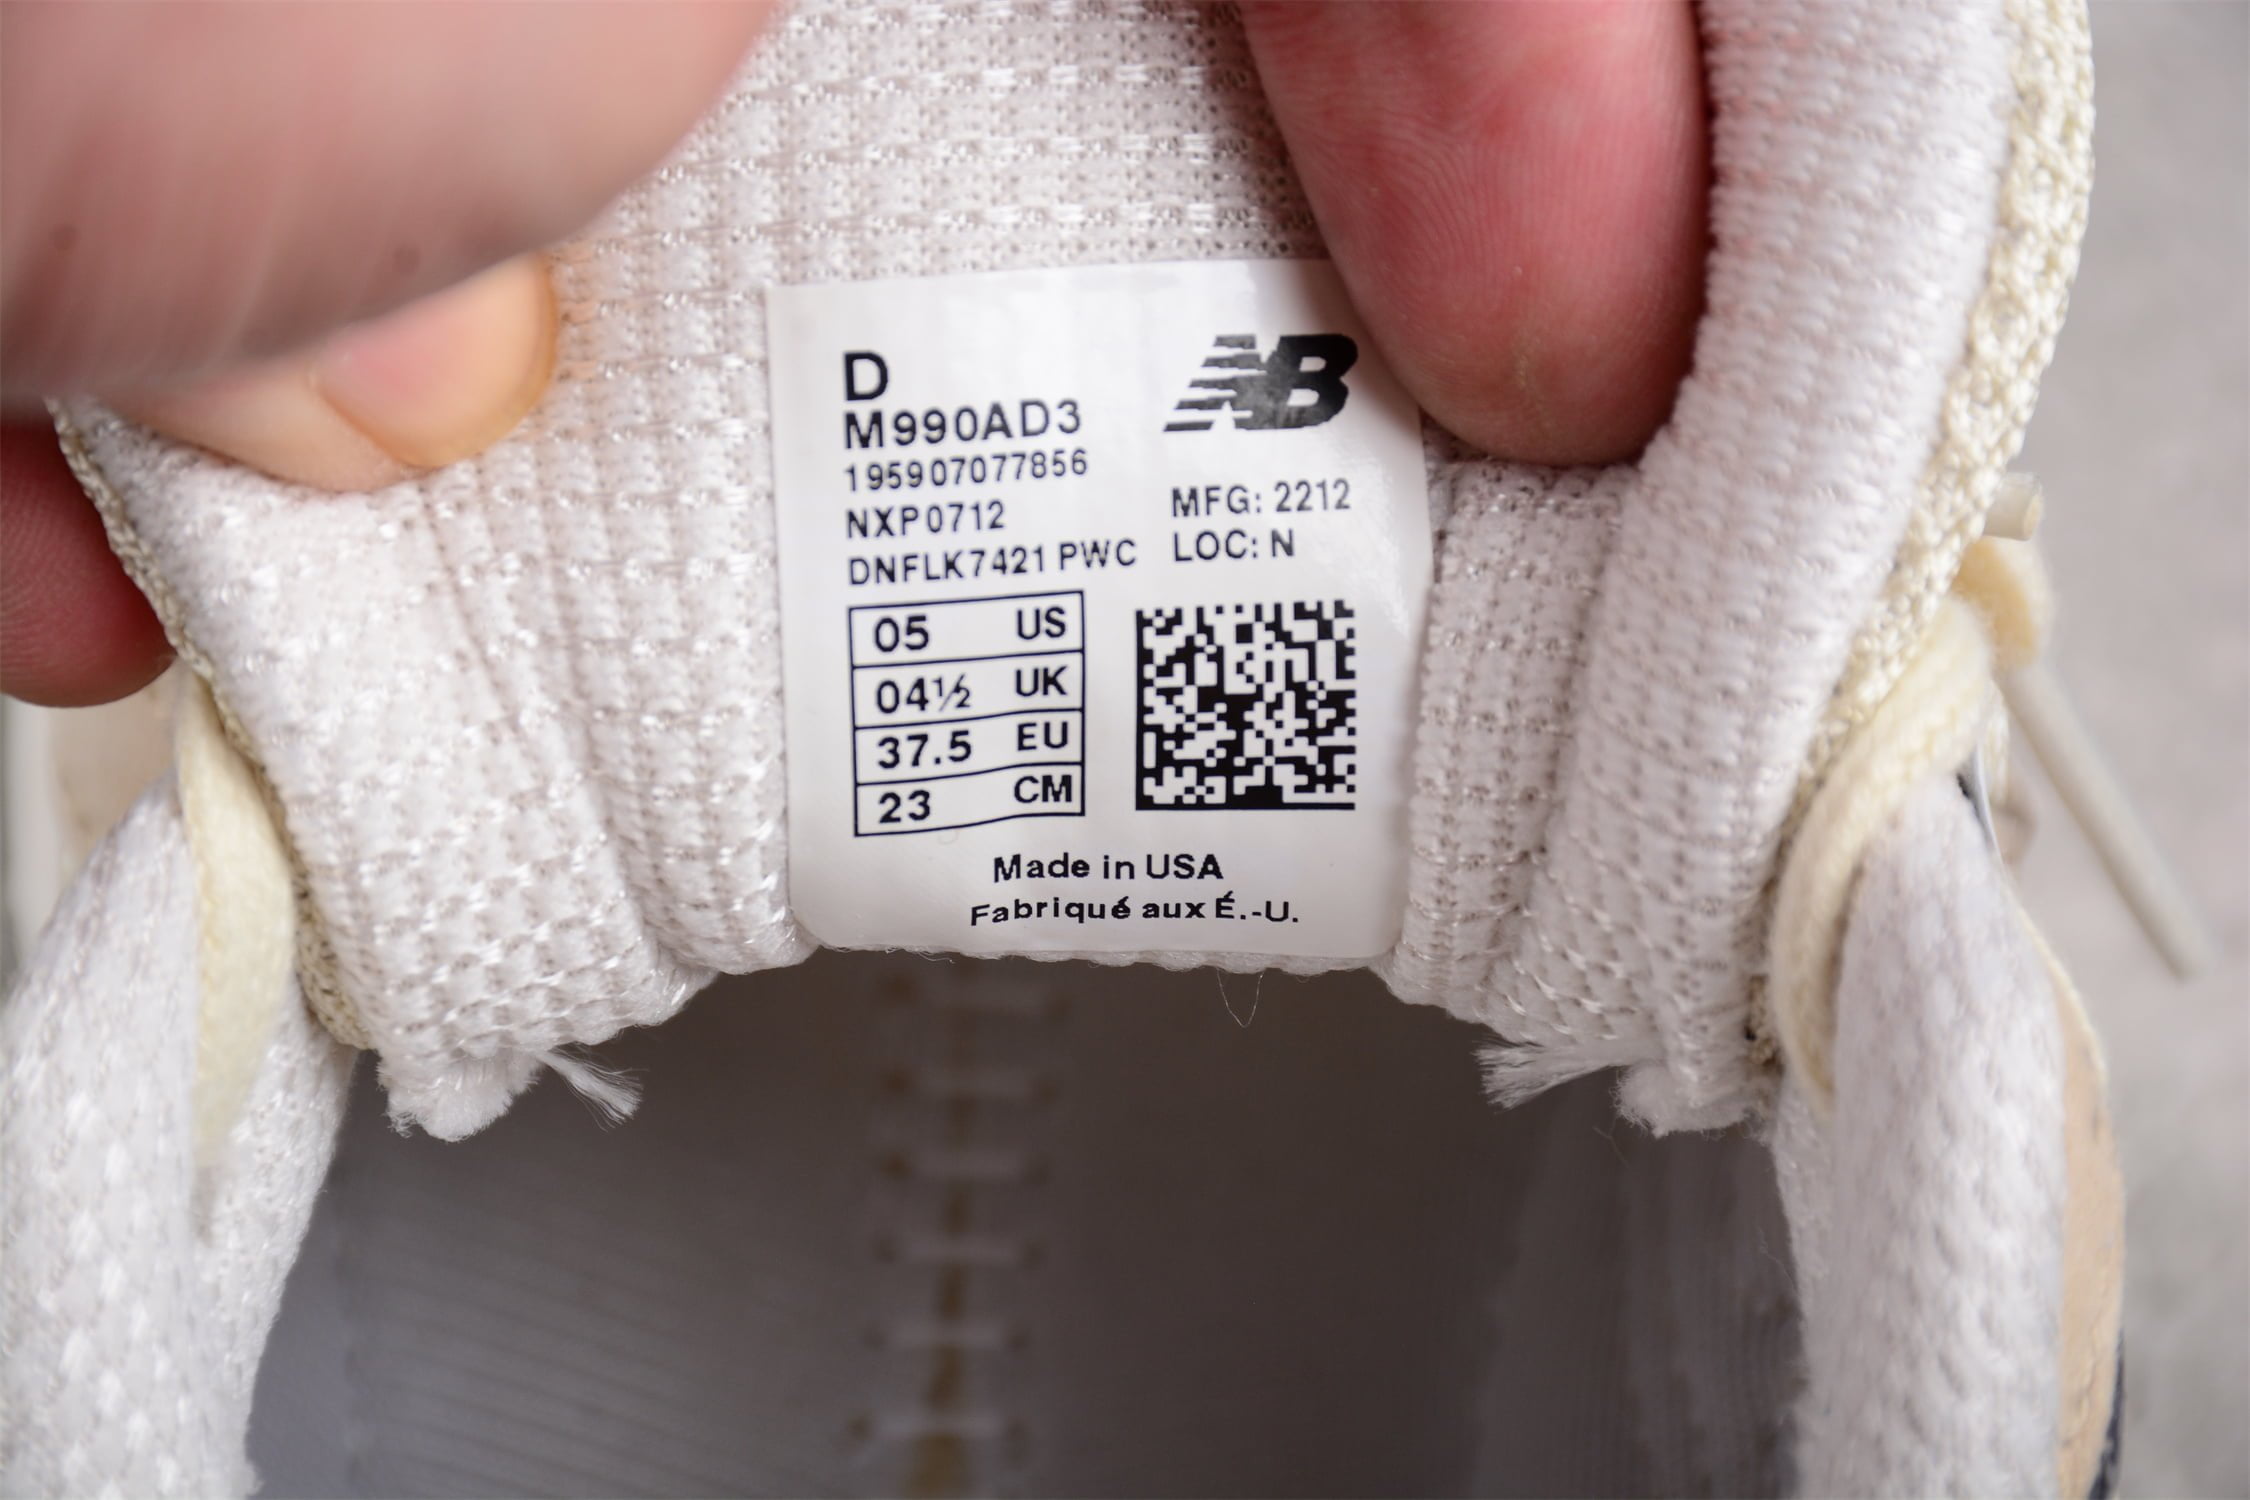 D
NB
M990AD3
195907077856
NXP0712
MFG: 2212
DNFLK7421 PWC
LOC: N
05 US
04½ UK
37.5 EU
23 CM
Made in USA
Fabriqué aux É.-U.